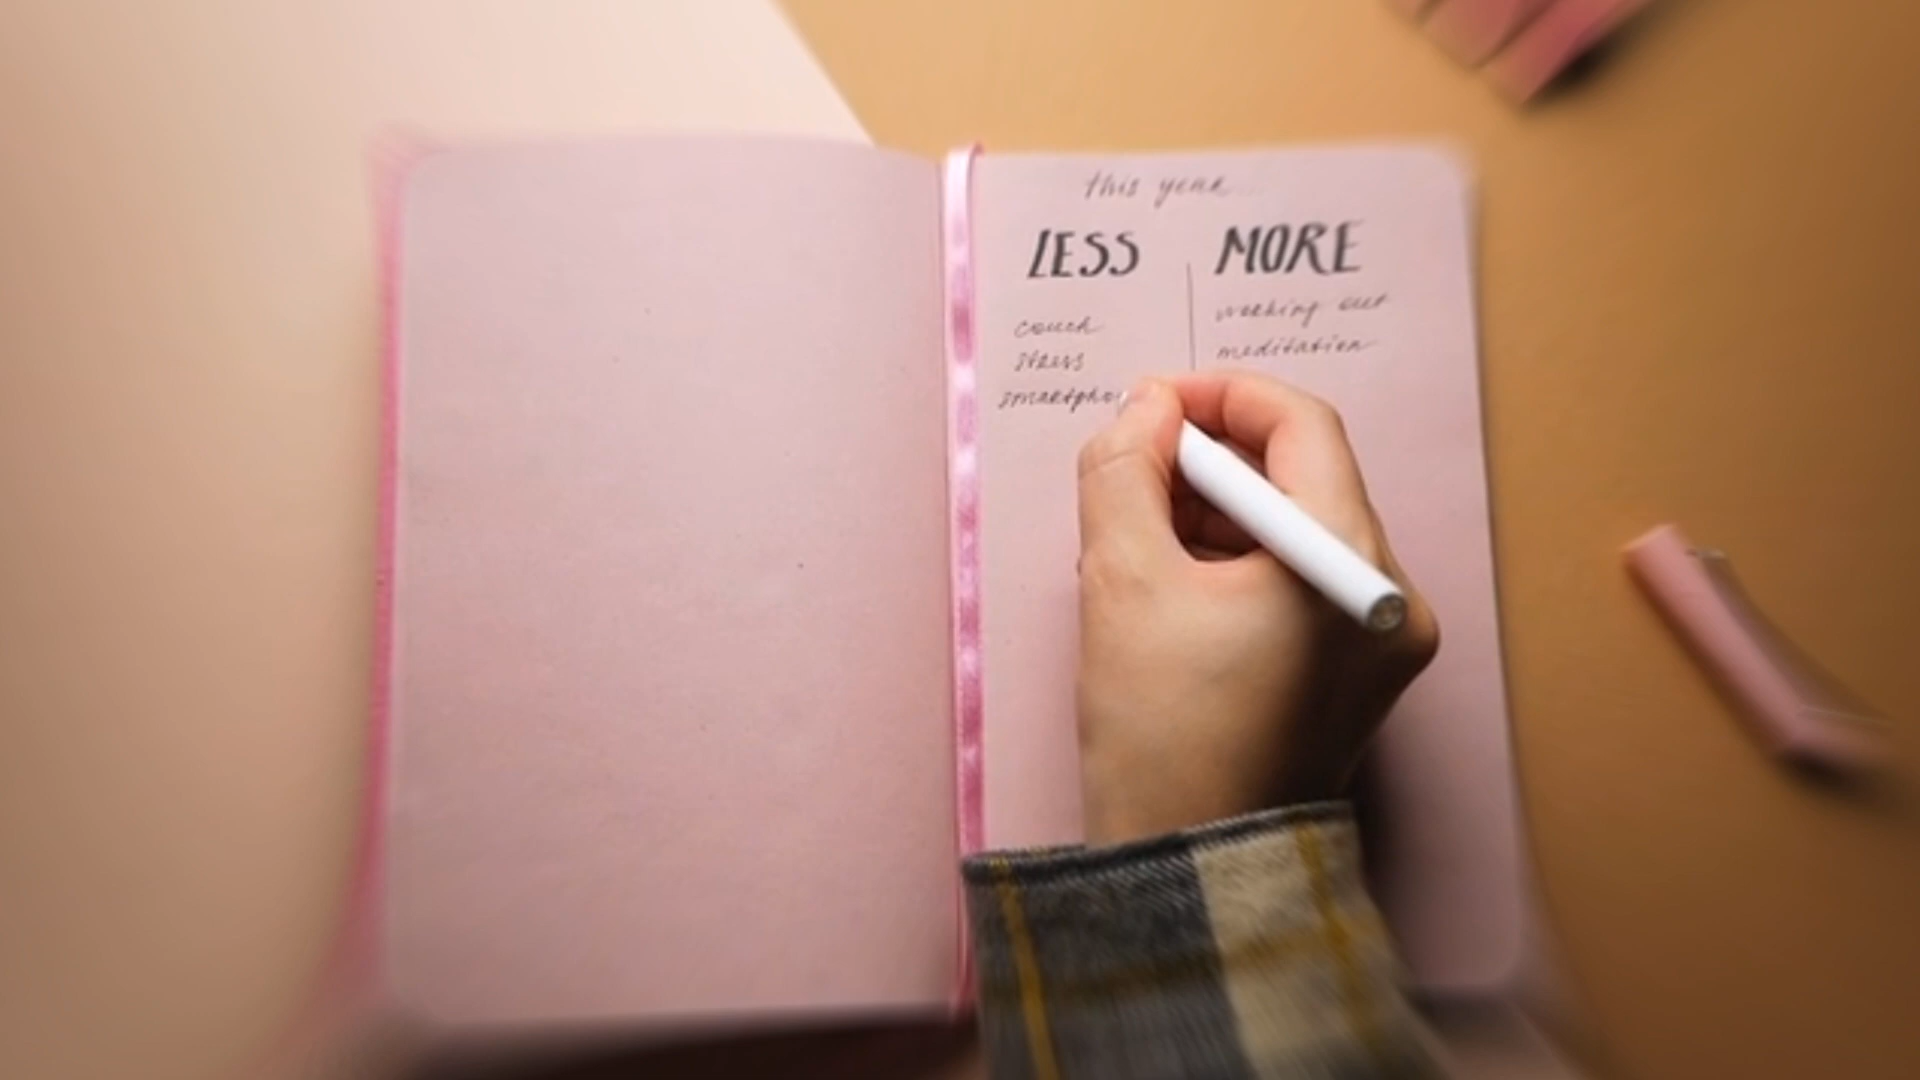 this year...
LESS
MORE
couch
stress
smartpho
working out
meditation